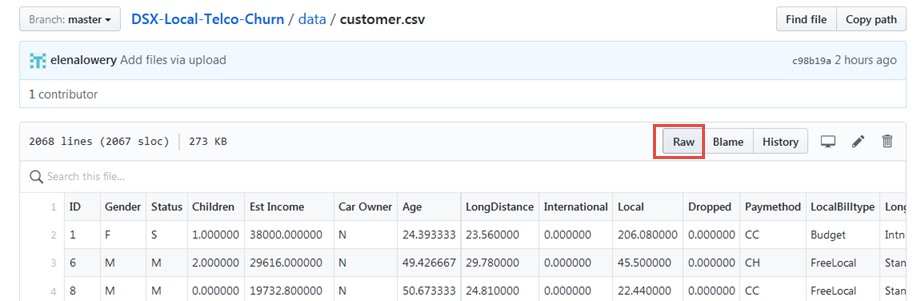 Branch: master DSX-Local-Telco-Churn / data / customer.csv Find file Copy path
elenalowery Add files via upload c98b19a 2 hours ago
1 contributor
2068 lines (2067 sloc) 273 KB Raw Blame History
Search this file...
1 ID Gender Status Children Est Income Car Owner Age LongDistance International Local Dropped Paymethod LocalBilltype Long
2 1 F S 1.000000 38000.000000 N 24.393333 23.560000 0.000000 206.080000 0.000000 CC Budget Intn
3 6 M M 2.000000 29616.000000 N 49.426667 29.780000 0.000000 45.500000 0.000000 CH FreeLocal Stan
4 8 M M 0.000000 19732.800000 N 50.673333 24.810000 0.000000 22.440000 0.000000 CC FreeLocal Stan